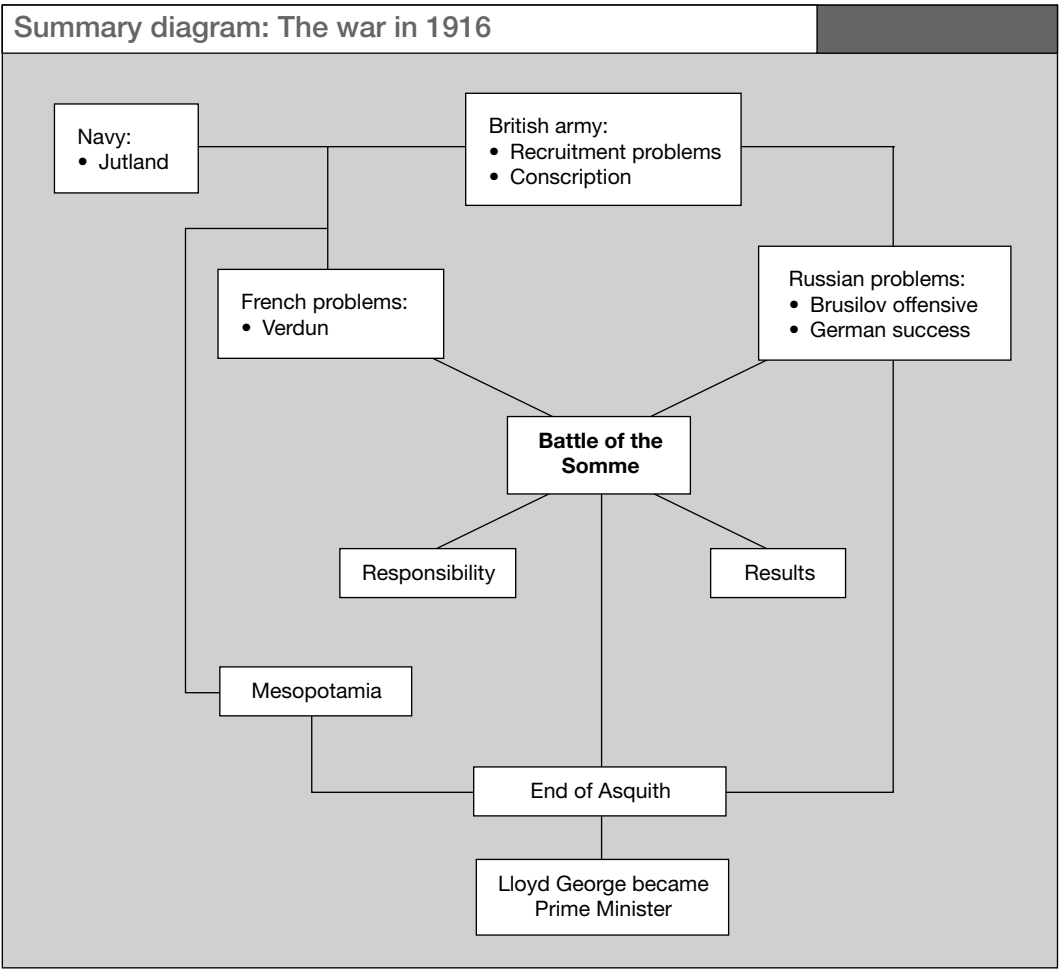 Summary diagram: The war in 1916
Navy:
• Jutland
British army:
• Recruitment problems
• Conscription
French problems:
• Verdun
Russian problems:
• Brusilov offensive
• German success
Battle of the
Somme
Responsibility
Results
Mesopotamia
End of Asquith
Lloyd George became
Prime Minister